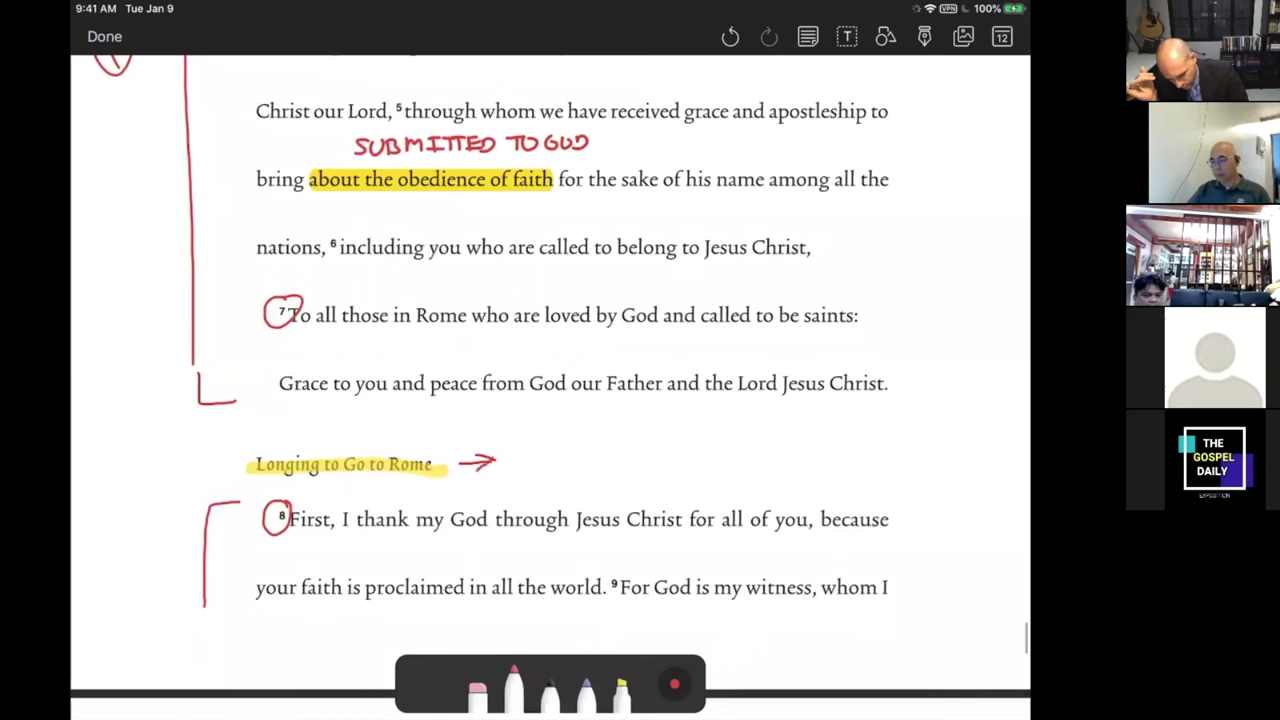 9:41 AM Tue Jan 9
VPN 100%
Done
T
12
Christ our Lord, 5 through whom we have received grace and apostleship to
SUBMITTED TO GOD
bring about the obedience of faith for the sake of his name among all the
nations, 6 including you who are called to belong to Jesus Christ,
7 To all those in Rome who are loved by God and called to be saints:
Grace to you and peace from God our Father and the Lord Jesus Christ.
Longing to Go to Rome
8 First, I thank my God through Jesus Christ for all of you, because
your faith is proclaimed in all the world. 9 For God is my witness, whom I
THE
GOSPEL
DAILY
EXPOSITION